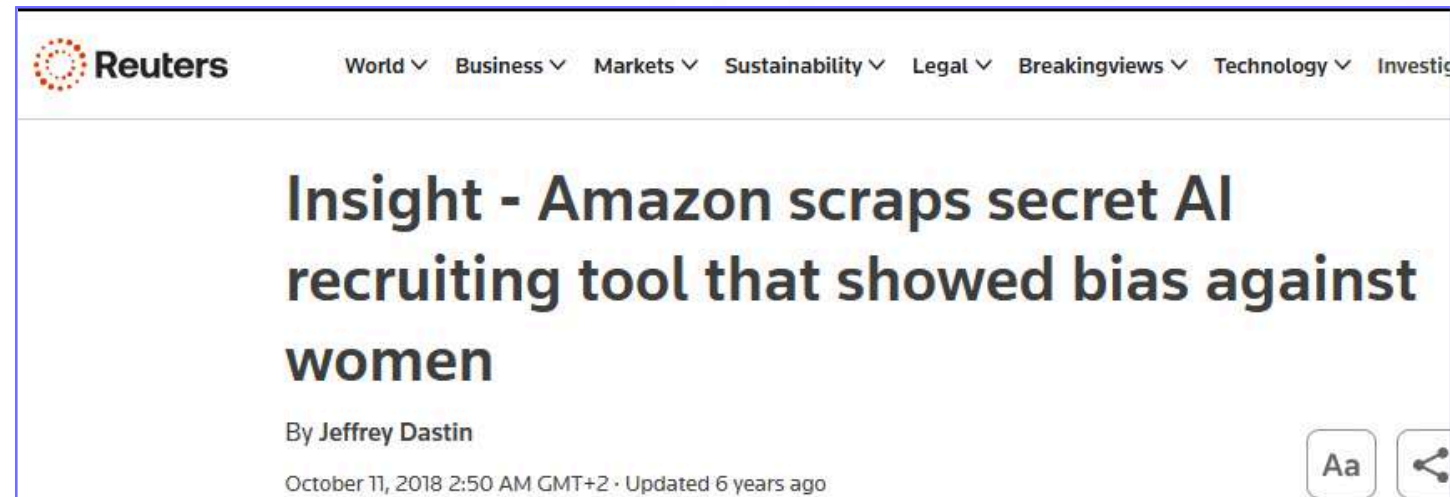 Reuters
World Business Markets Sustainability Legal Breakingviews Technology
Insight - Amazon scraps secret AI
recruiting tool that showed bias against
women
By Jeffrey Dastin
Aa
October 11, 2018 2:50 AM GMT+2 · Updated 6 years ago